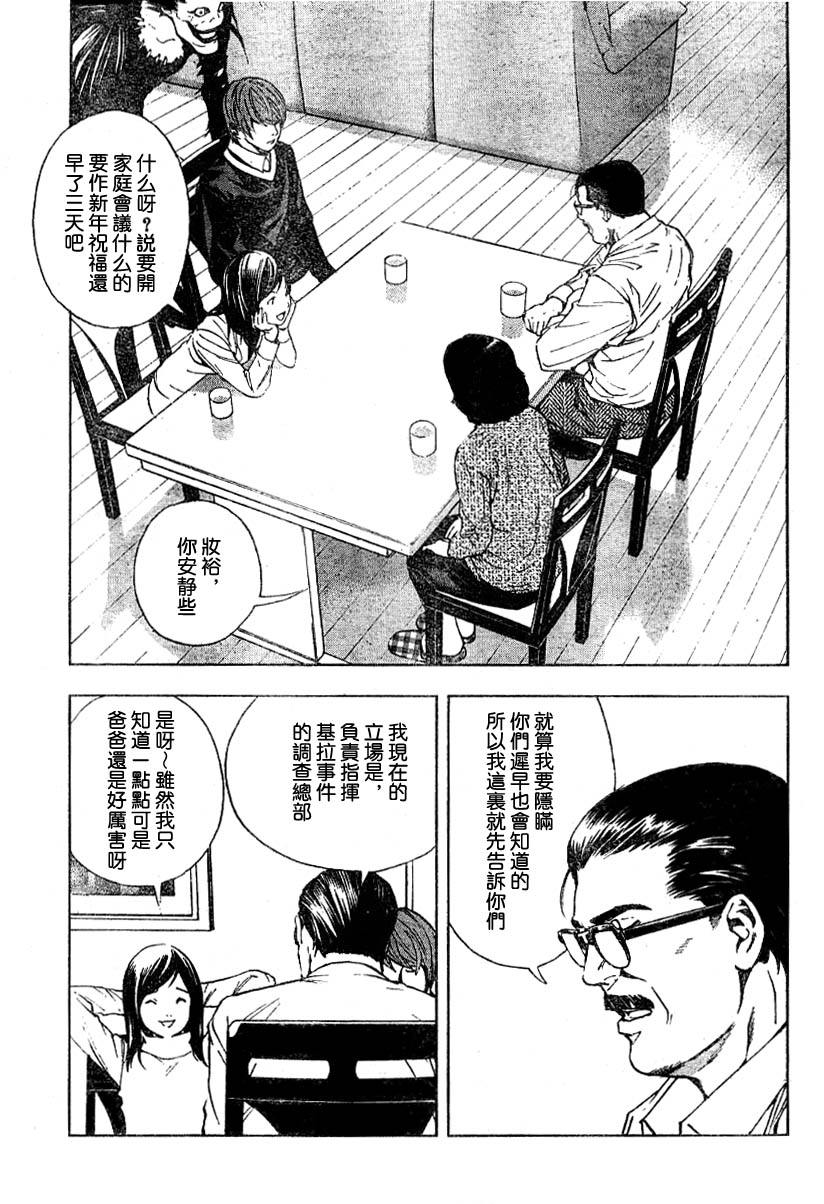 什么呀？説要開
家庭會議什么的
要作新年祝福還
早了三天吧
妝裕，
你安静些
就算我要隱瞞
你們遲早也會知道的
所以我這裏就先告訴你們
我現在的
立場是，
負責指揮
基拉事件
的調查總部
是呀～雖然我只
知道一點點可是
爸爸還是好厲害呀